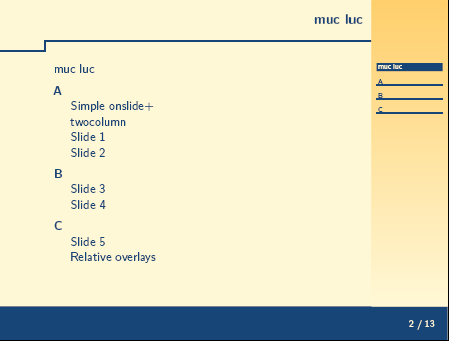 muc luc
muc luc
A
Simple onslide+
twocolumn
Slide 1
Slide 2
B
Slide 3
Slide 4
C
Slide 5
Relative overlays
muc luc
A
B
C
2 / 13